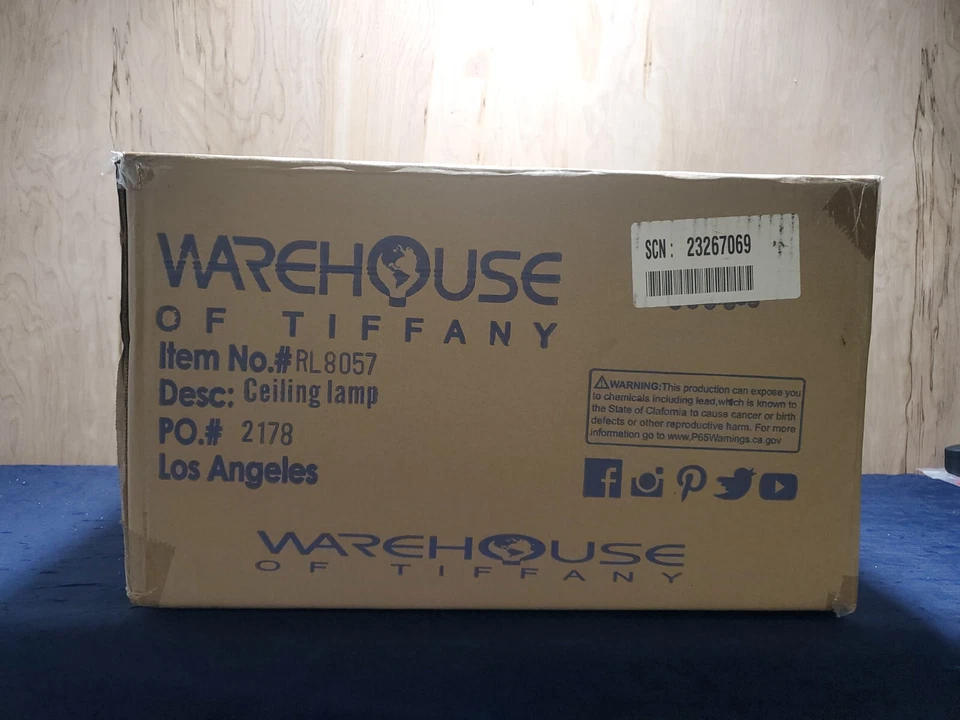 WAREHOUSE
OF TIFFANY
Item No.# RL8057
Desc: Ceiling lamp
PO.# 2178
Los Angeles
SCN: 23267069
WARNING:This production can expose you
to chemicals including lead,which is known to
the State of Clafornia to cause cancer or birth
defects or other reproductive harm. For more
information go to www.P65Warnings.ca.gov
WAREHOUSE
OF TIFFANY